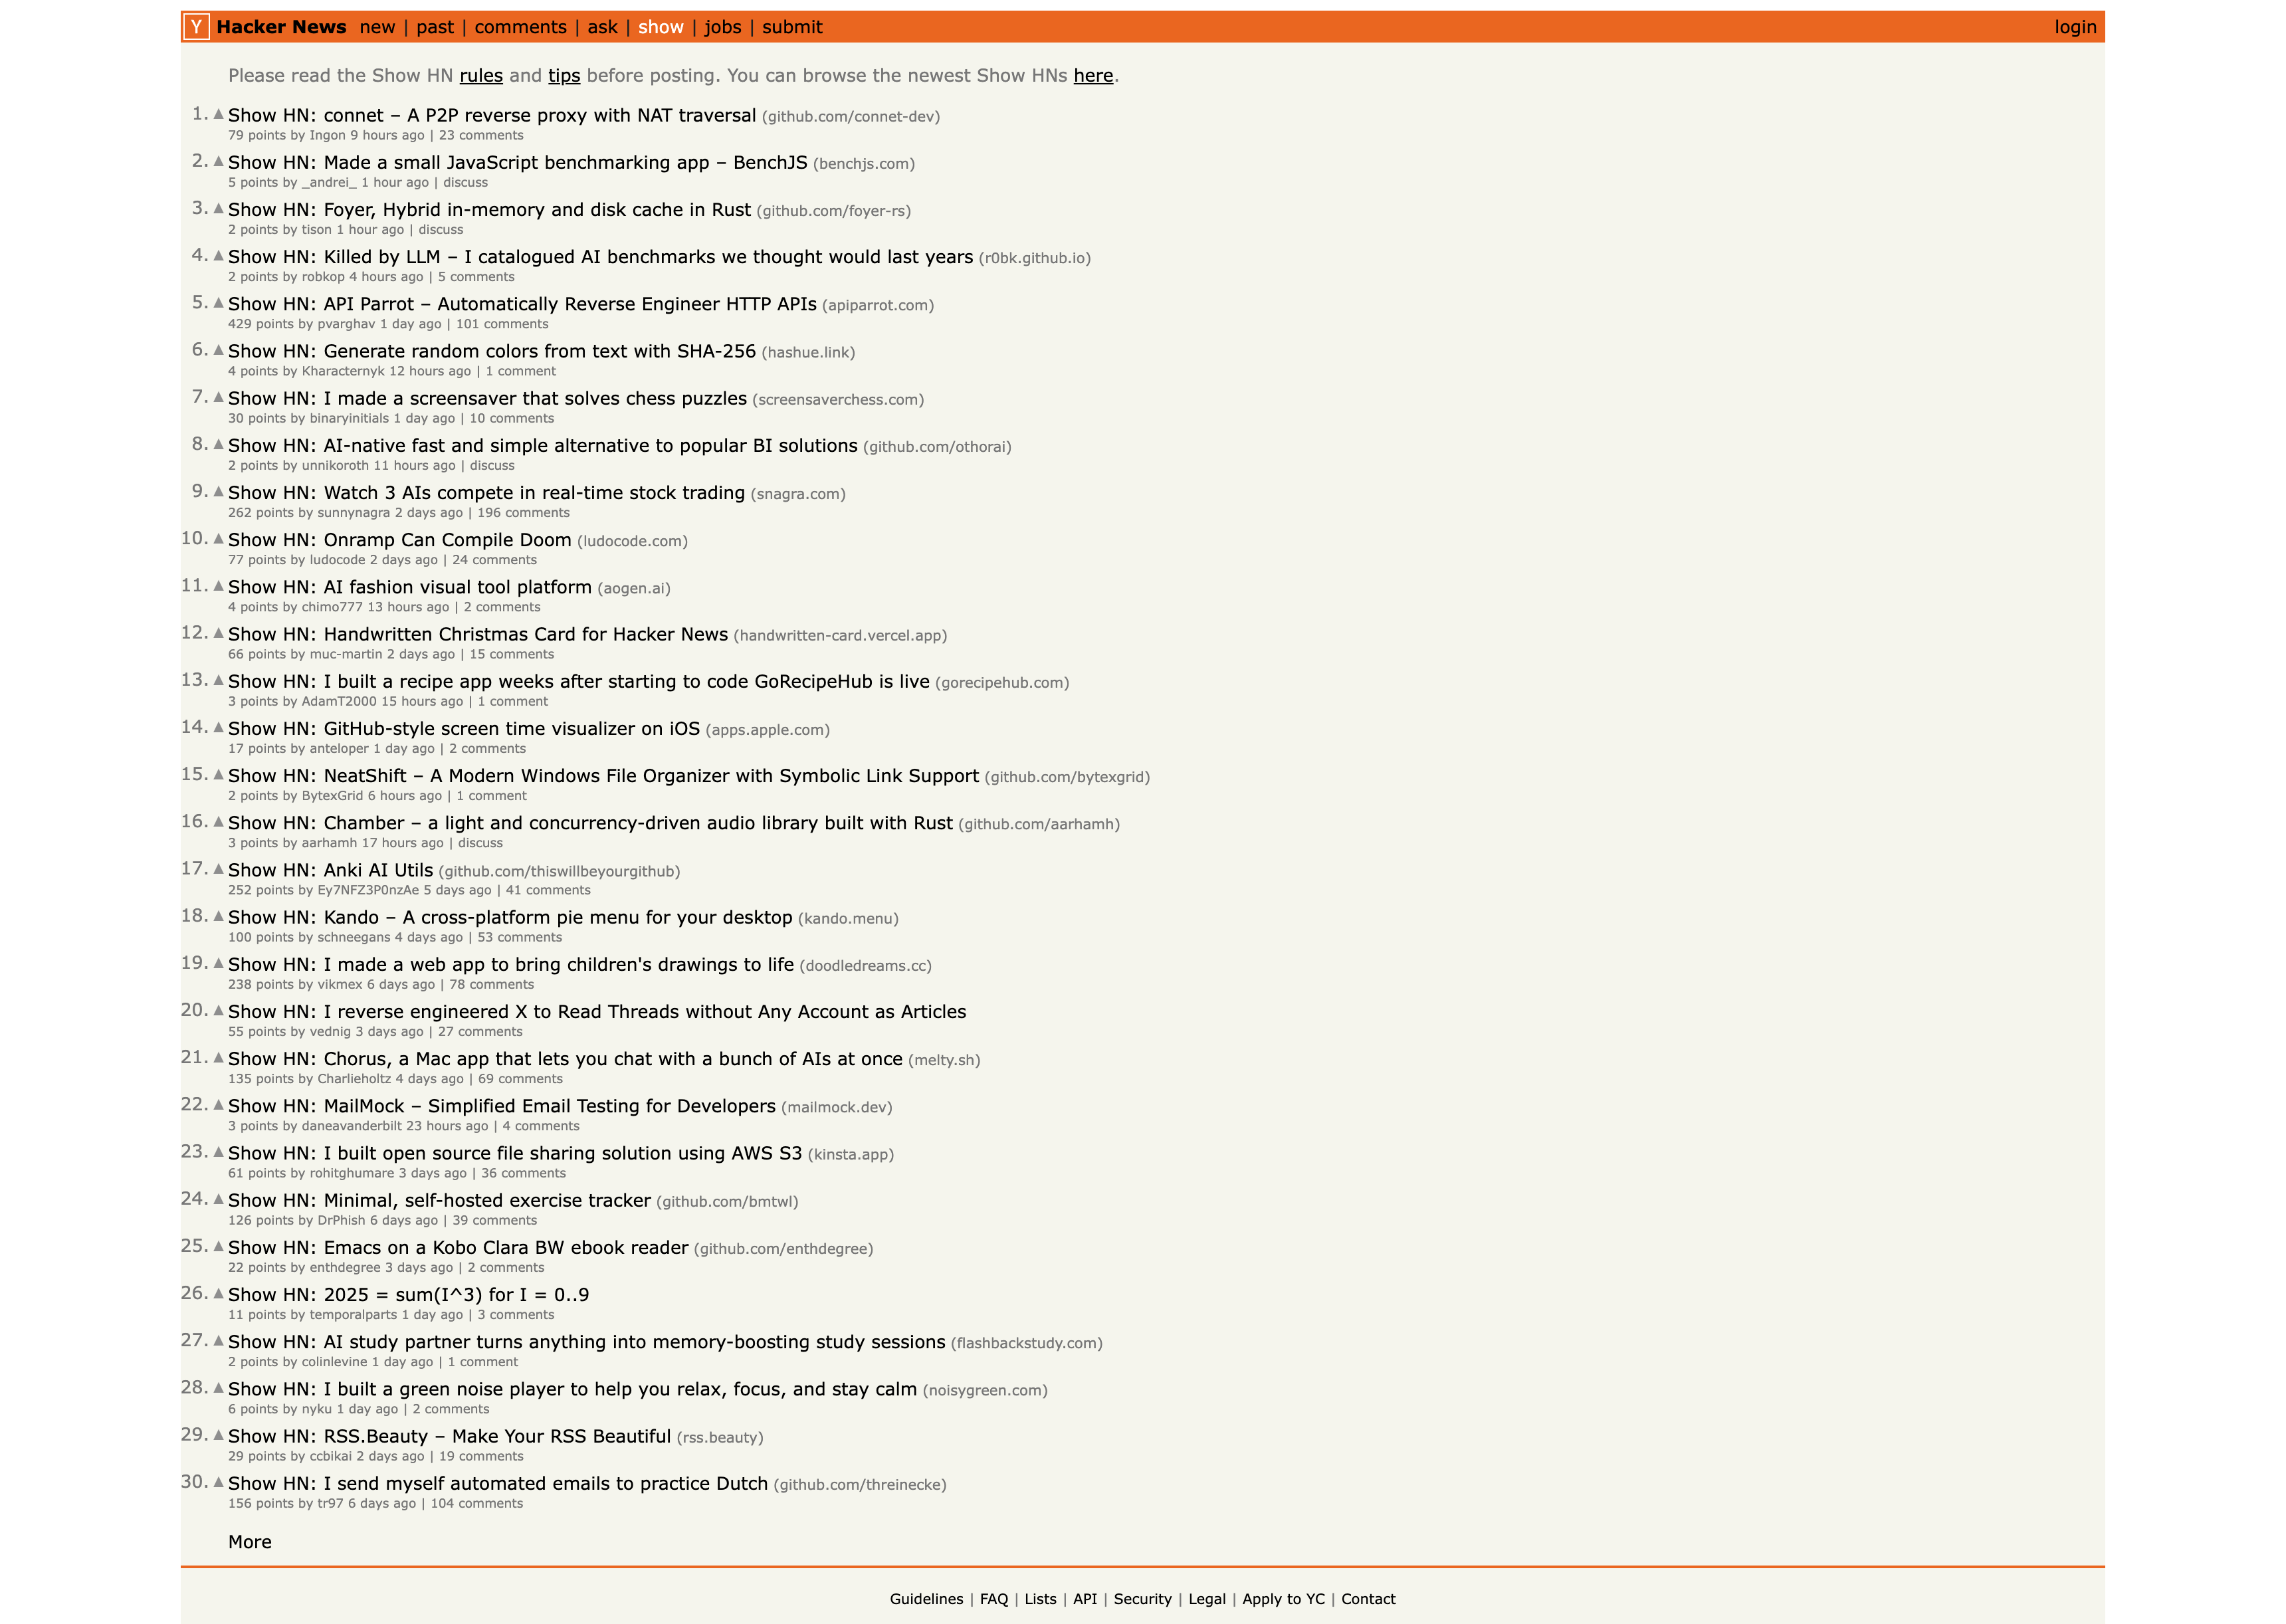 Y Hacker News new | past | comments | ask | show | jobs | submit login
Please read the Show HN rules and tips before posting. You can browse the newest Show HNs here.
1. ▲ Show HN: connet – A P2P reverse proxy with NAT traversal (github.com/connet-dev)
79 points by Ingon 9 hours ago | 23 comments
2. ▲ Show HN: Made a small JavaScript benchmarking app – BenchJS (benchjs.com)
5 points by _andrei_ 1 hour ago | discuss
3. ▲ Show HN: Foyer, Hybrid in-memory and disk cache in Rust (github.com/foyer-rs)
2 points by tison 1 hour ago | discuss
4. ▲ Show HN: Killed by LLM – I catalogued AI benchmarks we thought would last years (r0bk.github.io)
2 points by robkop 4 hours ago | 5 comments
5. ▲ Show HN: API Parrot – Automatically Reverse Engineer HTTP APIs (apiparrot.com)
429 points by pvarghav 1 day ago | 101 comments
6. ▲ Show HN: Generate random colors from text with SHA-256 (hashue.link)
4 points by Kharacternyk 12 hours ago | 1 comment
7. ▲ Show HN: I made a screensaver that solves chess puzzles (screensaverchess.com)
30 points by binaryinitials 1 day ago | 10 comments
8. ▲ Show HN: AI-native fast and simple alternative to popular BI solutions (github.com/othorai)
2 points by unnikoroth 11 hours ago | discuss
9. ▲ Show HN: Watch 3 AIs compete in real-time stock trading (snagra.com)
262 points by sunnynagra 2 days ago | 196 comments
10. ▲ Show HN: Onramp Can Compile Doom (ludocode.com)
77 points by ludocode 2 days ago | 24 comments
11. ▲ Show HN: AI fashion visual tool platform (aogen.ai)
4 points by chimo777 13 hours ago | 2 comments
12. ▲ Show HN: Handwritten Christmas Card for Hacker News (handwritten-card.vercel.app)
66 points by muc-martin 2 days ago | 15 comments
13. ▲ Show HN: I built a recipe app weeks after starting to code GoRecipeHub is live (gorecipehub.com)
3 points by AdamT2000 15 hours ago | 1 comment
14. ▲ Show HN: GitHub-style screen time visualizer on iOS (apps.apple.com)
17 points by anteloper 1 day ago | 2 comments
15. ▲ Show HN: NeatShift – A Modern Windows File Organizer with Symbolic Link Support (github.com/bytexgrid)
2 points by BytexGrid 6 hours ago | 1 comment
16. ▲ Show HN: Chamber – a light and concurrency-driven audio library built with Rust (github.com/aarhamh)
3 points by aarhamh 17 hours ago | discuss
17. ▲ Show HN: Anki AI Utils (github.com/thiswillbeyourgithub)
252 points by Ey7NFZ3P0nzAe 5 days ago | 41 comments
18. ▲ Show HN: Kando – A cross-platform pie menu for your desktop (kando.menu)
100 points by schneegans 4 days ago | 53 comments
19. ▲ Show HN: I made a web app to bring children's drawings to life (doodledreams.cc)
238 points by vikmex 6 days ago | 78 comments
20. ▲ Show HN: I reverse engineered X to Read Threads without Any Account as Articles
55 points by vednig 3 days ago | 27 comments
21. ▲ Show HN: Chorus, a Mac app that lets you chat with a bunch of AIs at once (melty.sh)
135 points by Charlieholtz 4 days ago | 69 comments
22. ▲ Show HN: MailMock – Simplified Email Testing for Developers (mailmock.dev)
3 points by daneavanderbilt 23 hours ago | 4 comments
23. ▲ Show HN: I built open source file sharing solution using AWS S3 (kinsta.app)
61 points by rohitghumare 3 days ago | 36 comments
24. ▲ Show HN: Minimal, self-hosted exercise tracker (github.com/bmtwl)
126 points by DrPhish 6 days ago | 39 comments
25. ▲ Show HN: Emacs on a Kobo Clara BW ebook reader (github.com/enthdegree)
22 points by enthdegree 3 days ago | 2 comments
26. ▲ Show HN: 2025 = sum(I^3) for I = 0..9
11 points by temporalparts 1 day ago | 3 comments
27. ▲ Show HN: AI study partner turns anything into memory-boosting study sessions (flashbackstudy.com)
2 points by colinlevine 1 day ago | 1 comment
28. ▲ Show HN: I built a green noise player to help you relax, focus, and stay calm (noisygreen.com)
6 points by nyku 1 day ago | 2 comments
29. ▲ Show HN: RSS.Beauty – Make Your RSS Beautiful (rss.beauty)
29 points by ccbikai 2 days ago | 19 comments
30. ▲ Show HN: I send myself automated emails to practice Dutch (github.com/threinecke)
156 points by tr97 6 days ago | 104 comments
More
Guidelines | FAQ | Lists | API | Security | Legal | Apply to YC | Contact